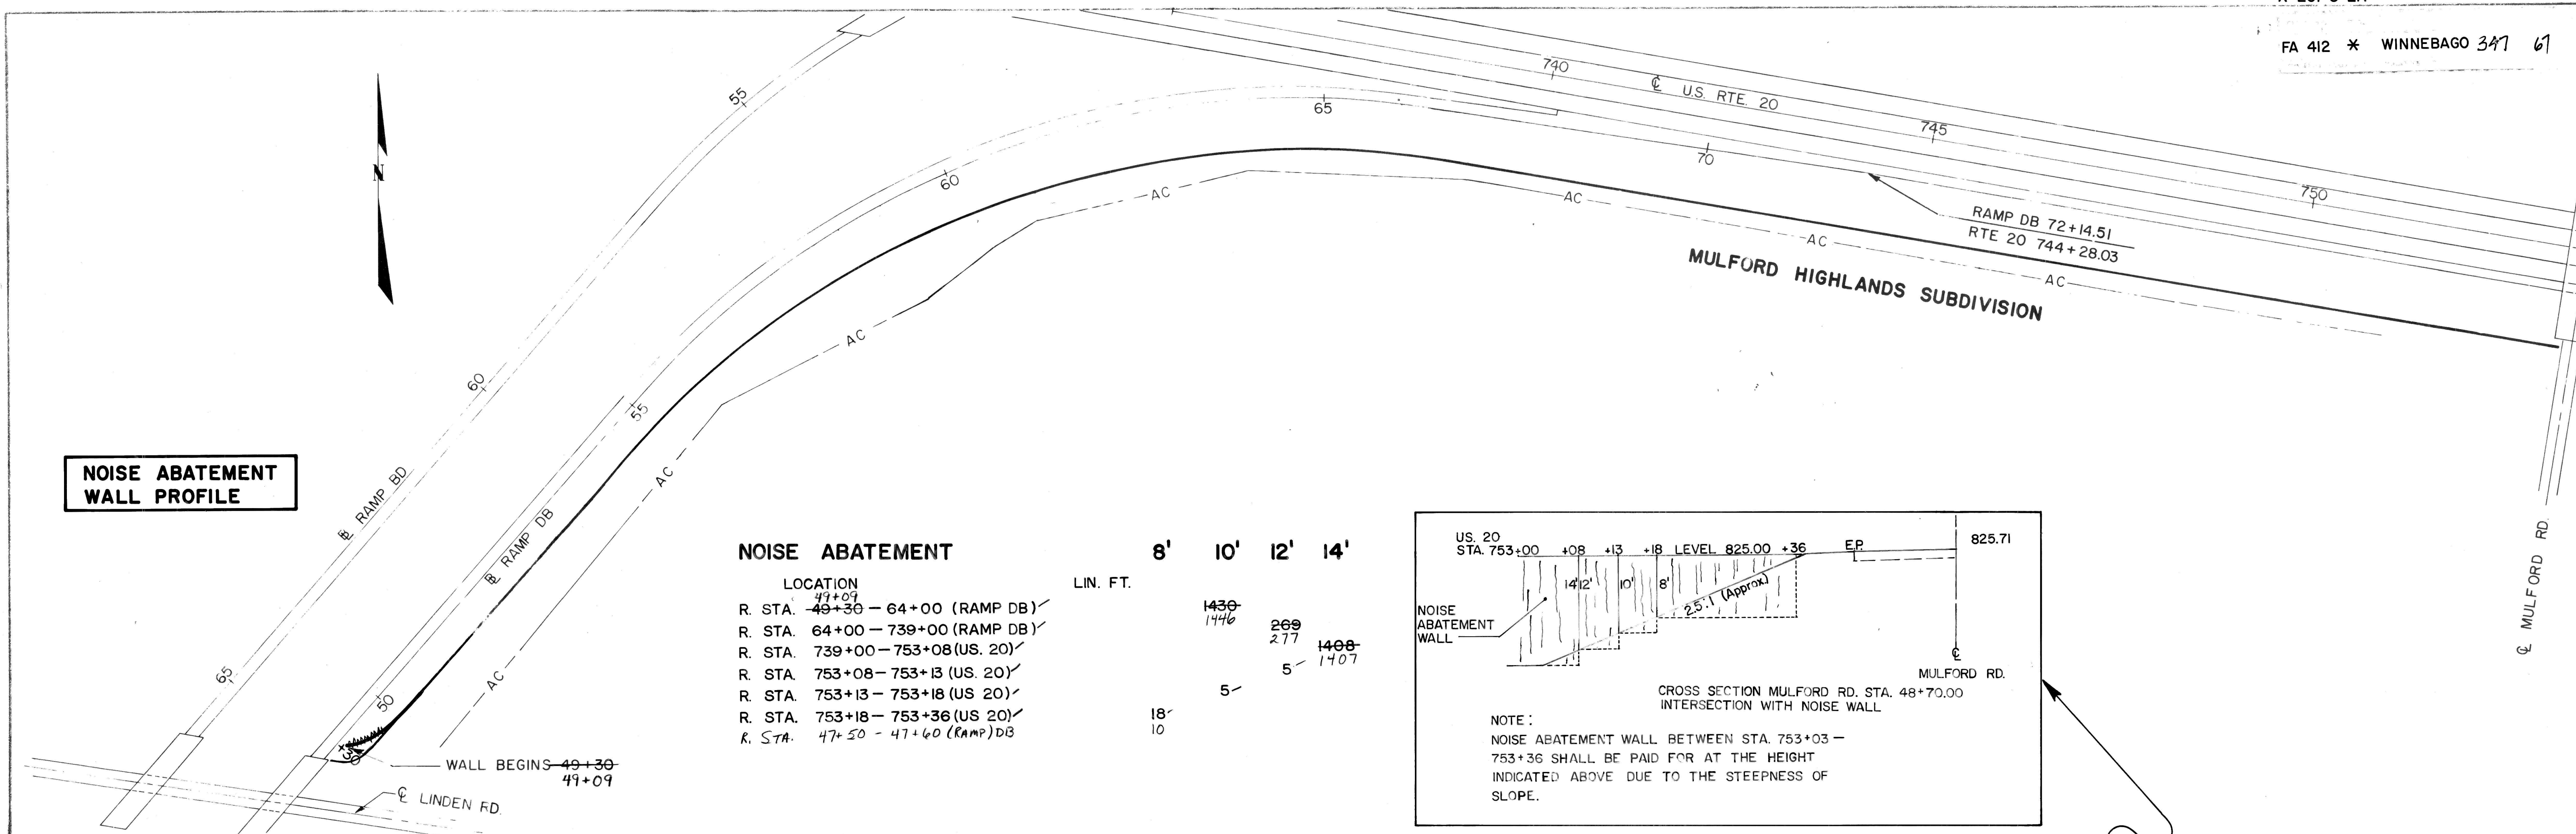 FA 412 * WINNEBAGO 347 67
740
℄ U.S. RTE. 20
745
750
55
65
60
70
N
AC
AC
AC
AC
AC
AC
AC
RAMP DB 72+14.51
RTE 20 744+28.03
MULFORD HIGHLANDS SUBDIVISION
60
55
NOISE ABATEMENT
WALL PROFILE
RAMP BD
RAMP DB
65
50
WALL BEGINS 49+30
49+09
℄ LINDEN RD.
℄ MULFORD RD.
NOISE ABATEMENT 8' 10' 12' 14'
LOCATION LIN. FT.
49+09
R. STA. 49+30 – 64+00 (RAMP DB) 1430
1446
R. STA. 64+00 – 739+00 (RAMP DB) 269
277
R. STA. 739+00 – 753+08 (US. 20) 1408
1407
R. STA. 753+08 – 753+13 (US. 20) 5
R. STA. 753+13 – 753+18 (US 20) 5
R. STA. 753+18 – 753+36 (US 20) 18
R. STA. 47+50 - 47+60 (RAMP) DB 10
US. 20
STA. 753+00 +08 +13 +18 LEVEL 825.00 +36 E.P. 825.71
14' 12' 10' 8'
2.5:1 (Approx)
NOISE
ABATEMENT
WALL
℄
MULFORD RD.
CROSS SECTION MULFORD RD. STA. 48+70.00
INTERSECTION WITH NOISE WALL
NOTE:
NOISE ABATEMENT WALL BETWEEN STA. 753+03 –
753+36 SHALL BE PAID FOR AT THE HEIGHT
INDICATED ABOVE DUE TO THE STEEPNESS OF
SLOPE.